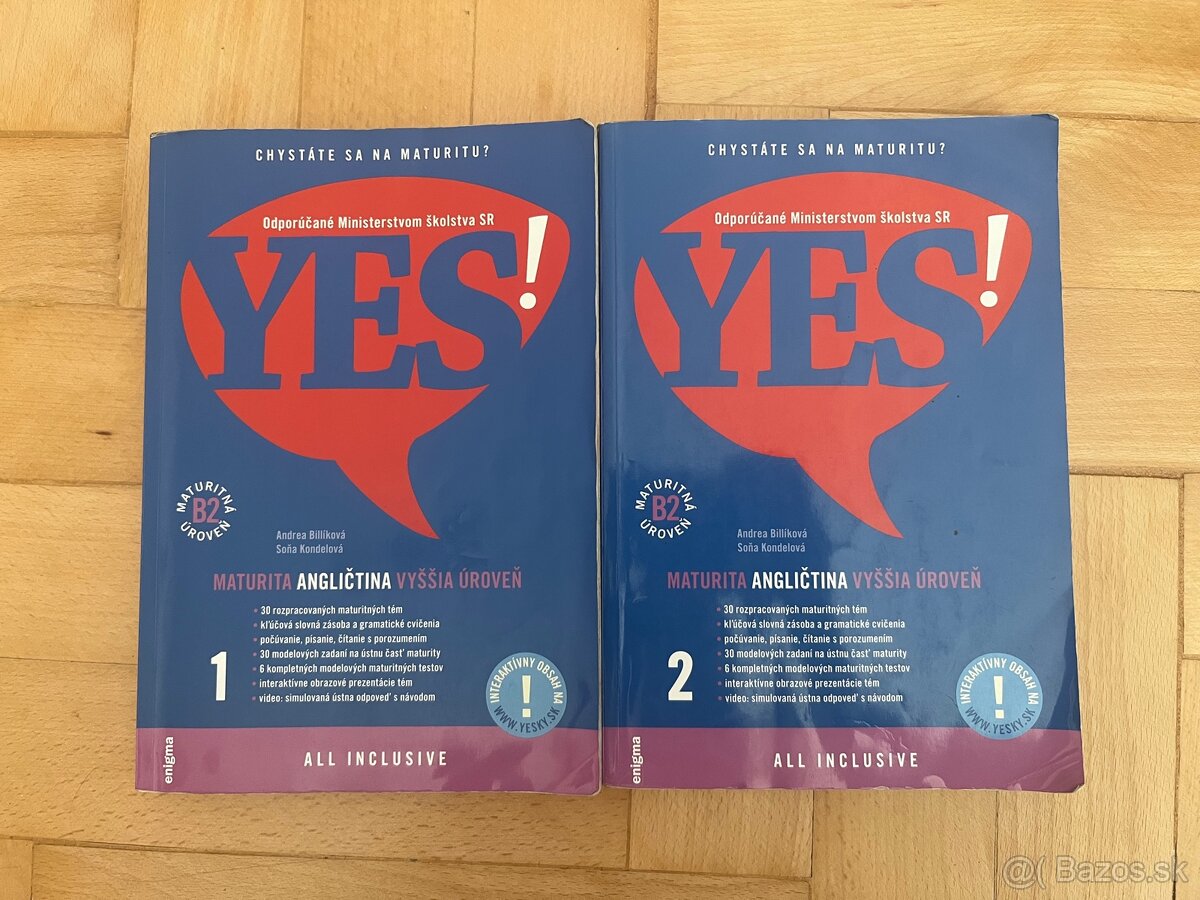 CHYSTÁTE SA NA MATURITU?
Odporúčané Ministerstvom školstva SR
YES!
MATURITNÁ
B2
ÚROVEŇ
Andrea Billíková
Soňa Kondelová
MATURITA ANGLIČTINA VYŠŠIA ÚROVEŇ
1
• 30 rozpracovaných maturitných tém
• kľúčová slovná zásoba a gramatické cvičenia
• počúvanie, písanie, čítanie s porozumením
• 30 modelových zadaní na ústnu časť maturity
• 6 kompletných modelových maturitných testov
• interaktívne obrazové prezentácie tém
• video: simulovaná ústna odpoveď s návodom
INTERAKTÍVNY OBSAH NA
!
WWW.YESKY.SK
enigma
ALL INCLUSIVE
CHYSTÁTE SA NA MATURITU?
Odporúčané Ministerstvom školstva SR
YES!
MATURITNÁ
B2
ÚROVEŇ
Andrea Billíková
Soňa Kondelová
MATURITA ANGLIČTINA VYŠŠIA ÚROVEŇ
2
• 30 rozpracovaných maturitných tém
• kľúčová slovná zásoba a gramatické cvičenia
• počúvanie, písanie, čítanie s porozumením
• 30 modelových zadaní na ústnu časť maturity
• 6 kompletných modelových maturitných testov
• interaktívne obrazové prezentácie tém
• video: simulovaná ústna odpoveď s návodom
INTERAKTÍVNY OBSAH NA
!
WWW.YESKY.SK
enigma
ALL INCLUSIVE
@( Bazos.sk